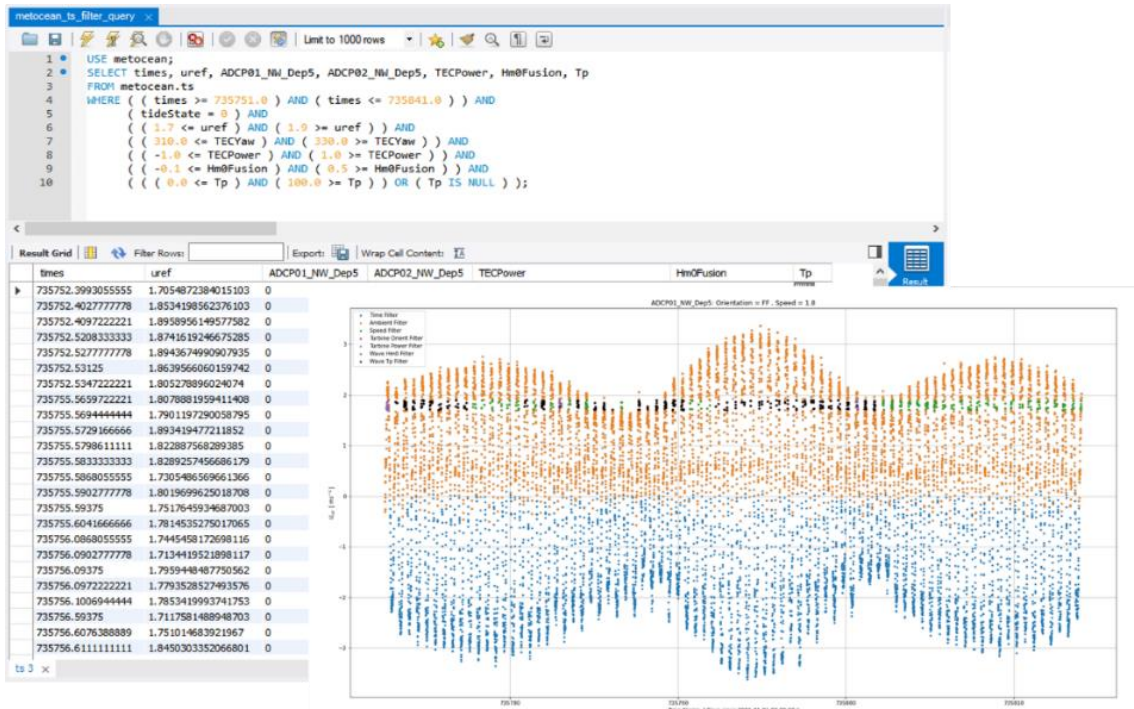 metocean_ts_filter_query
Limit to 1000 rows
1 USE metocean;
2 SELECT times, uref, ADCP01_NW_Dep5, ADCP02_NW_Dep5, TECPower, Hm0Fusion, Tp
3 FROM metocean.ts
4 WHERE ( ( times >= 735751.0 ) AND ( times <= 735841.0 ) ) AND
5 ( tideState = 0 ) AND
6 ( ( 1.7 <= uref ) AND ( 1.9 >= uref ) ) AND
7 ( ( 310.0 <= TECYaw ) AND ( 330.0 >= TECYaw ) ) AND
8 ( ( -1.0 <= TECPower ) AND ( 1.0 >= TECPower ) ) AND
9 ( ( -0.1 <= Hm0Fusion ) AND ( 0.5 >= Hm0Fusion ) ) AND
10 ( ( ( 0.0 <= Tp ) AND ( 100.0 >= Tp ) ) OR ( Tp IS NULL ) );
Result Grid Filter Rows: Export: Wrap Cell Content:
Result
times uref ADCP01_NW_Dep5 ADCP02_NW_Dep5 TECPower Hm0Fusion Tp
735752.3993055555 1.7054872384015103 0
735752.4027777778 1.8534198562376103 0
735752.4097222221 1.8958956149577582 0
735752.5208333333 1.8741619246675285 0
735752.5277777778 1.8943674990907935 0
735752.53125 1.8639566060159742 0
735752.5347222221 1.805278896024074 0
735755.5659722221 1.8078881959411408 0
735755.5694444444 1.7901197290058795 0
735755.5729166666 1.893419477211852 0
735755.5798611111 1.822887568289385 0
735755.5833333333 1.8289257456686179 0
735755.5868055555 1.7305486569661366 0
735755.5902777778 1.8019699625018708 0
735755.59375 1.7517645934687003 0
735755.6041666666 1.7814535275017065 0
735756.0868055555 1.7445458172698116 0
735756.0902777778 1.7134419521898117 0
735756.09375 1.7959448487750562 0
735756.0972222221 1.7793528527493576 0
735756.1006944444 1.7853419993741753 0
735756.59375 1.7117581488948703 0
735756.6076388889 1.751014683921967 0
735756.6111111111 1.8450303352066801 0
ts 3
ADCP01_NW_Dep5: Orientation = FF . Speed = 1.8
Time Filter
Ambient Filter
Speed Filter
Turbine Orient Filter
Turbine Power Filter
Wave Hm0 Filter
Wave Tp Filter
3
2
1
0
-1
-2
-3
735810